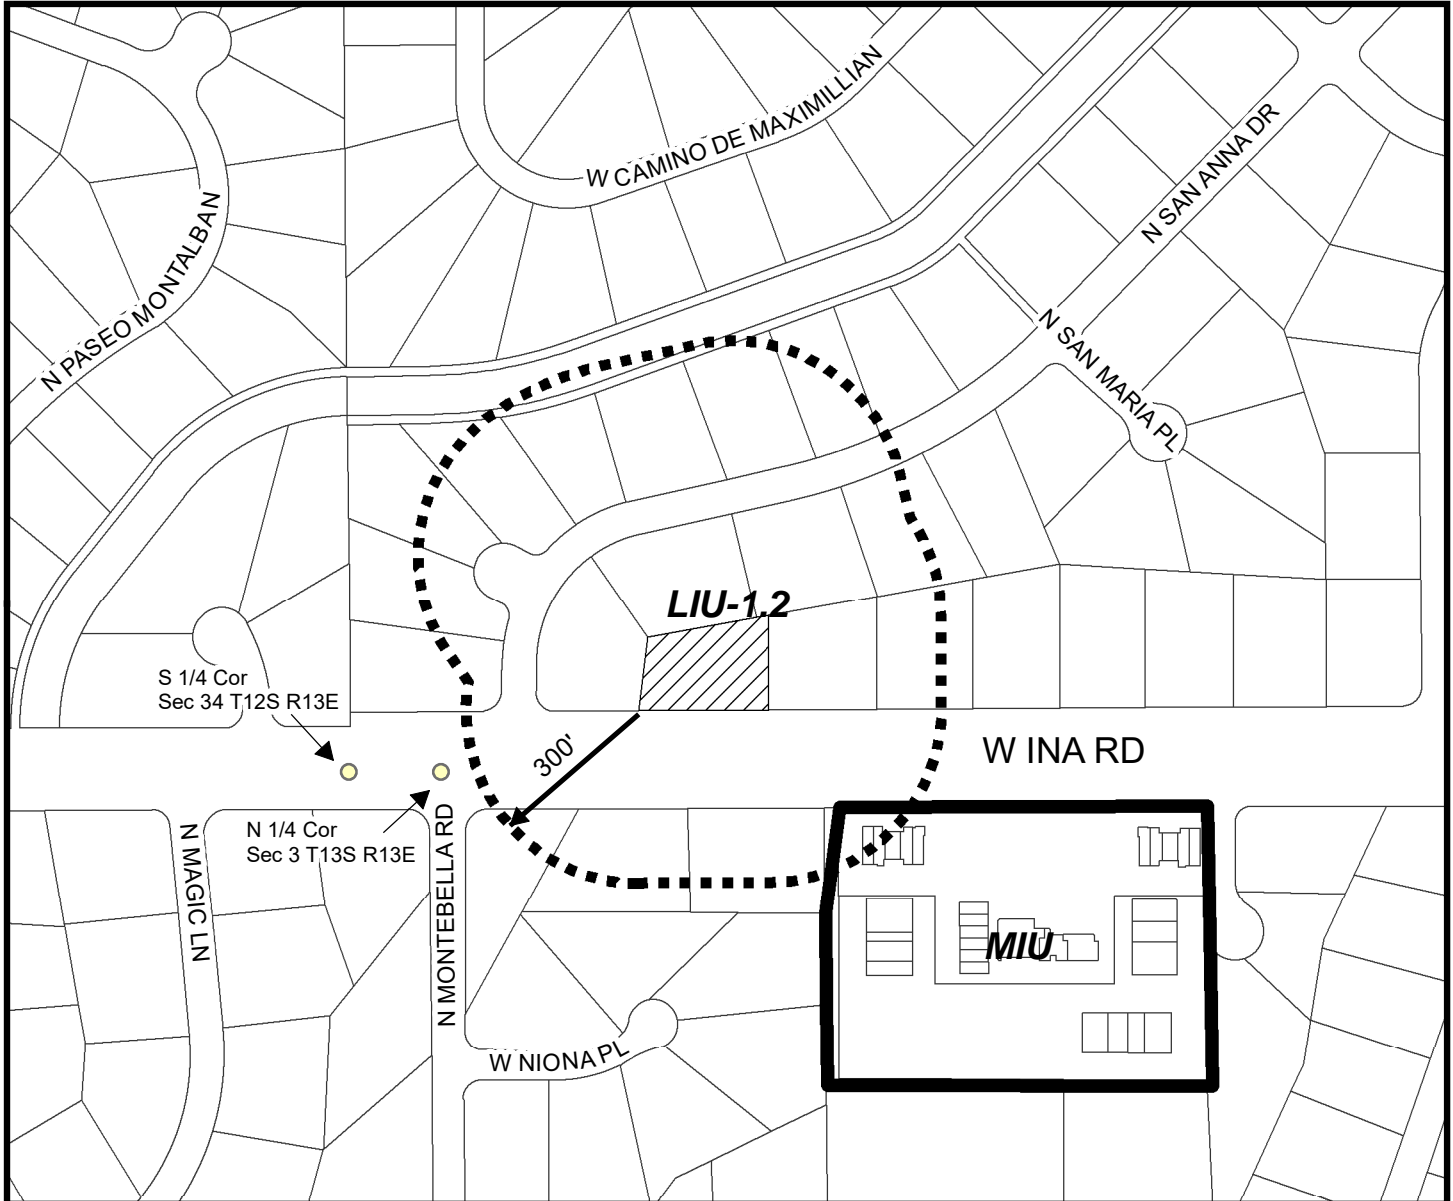 W CAMINO DE MAXIMILLIAN
N SAN ANNA DR
N PASEO MONTALBAN
N SAN MARIA PL
LIU-1.2
S 1/4 Cor
Sec 34 T12S R13E
300'
W INA RD
N 1/4 Cor
Sec 3 T13S R13E
N MAGIC LN
N MONTEBELLA RD
MIU
W NIONA PL